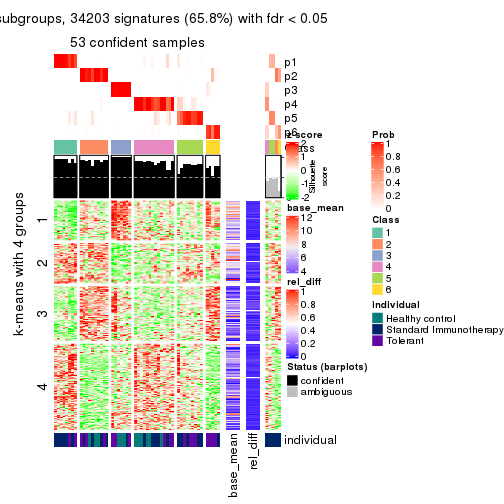 subgroups, 34203 signatures (65.8%) with fdr < 0.05
53 confident samples
p1
p2
p3
p4
p5
p6
Class
Silhouette
score
1
2
3
4
k-means with 4 groups
base_mean
rel_diff
individual
z-score
2
1
0
-1
-2
base_mean
12
10
8
6
4
rel_diff
1
0.8
0.6
0.4
0.2
0
Status (barplots)
confident
ambiguous
Prob
1
0.8
0.6
0.4
0.2
0
Class
1
2
3
4
5
6
individual
Healthy control
Standard Immunotherapy
Tolerant